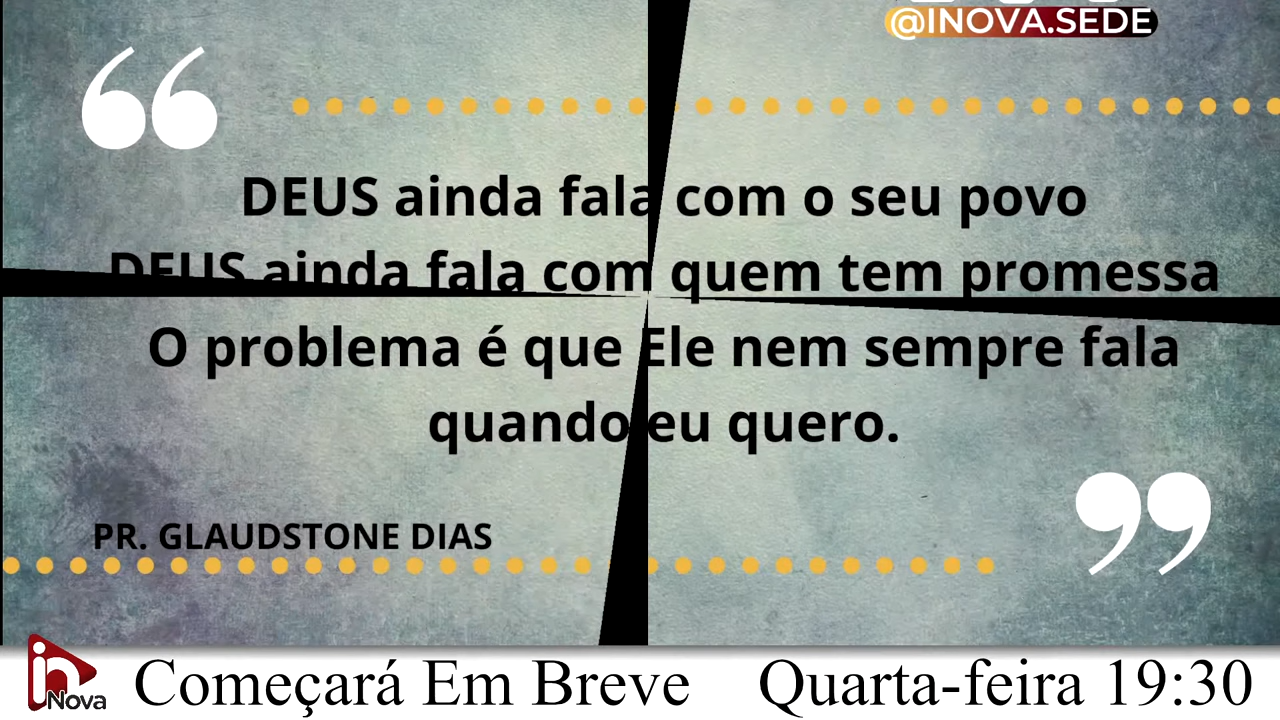 @INOVA.SEDE
DEUS ainda fala com o seu povo
DEUS ainda fala com quem tem promessa
O problema é que Ele nem sempre fala
quando eu quero.
PR. GLAUDSTONE DIAS
in Nova
Começará Em Breve Quarta-feira 19:30